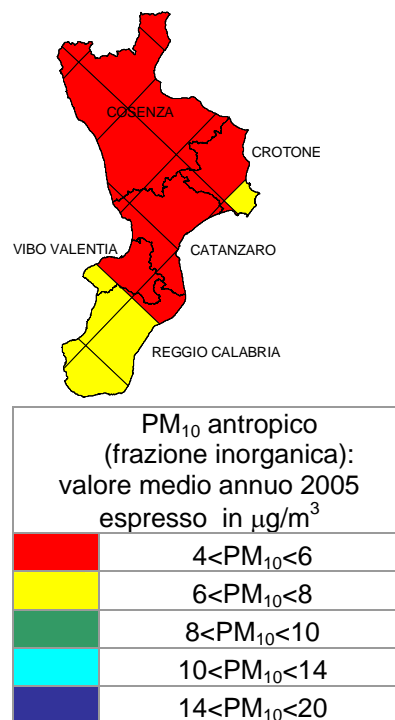 COSENZA
CROTONE
VIBO VALENTIA
CATANZARO
REGGIO CALABRIA
PM₁₀ antropico
(frazione inorganica):
valore medio annuo 2005
espresso in µg/m³
4<PM₁₀<6
6<PM₁₀<8
8<PM₁₀<10
10<PM₁₀<14
14<PM₁₀<20